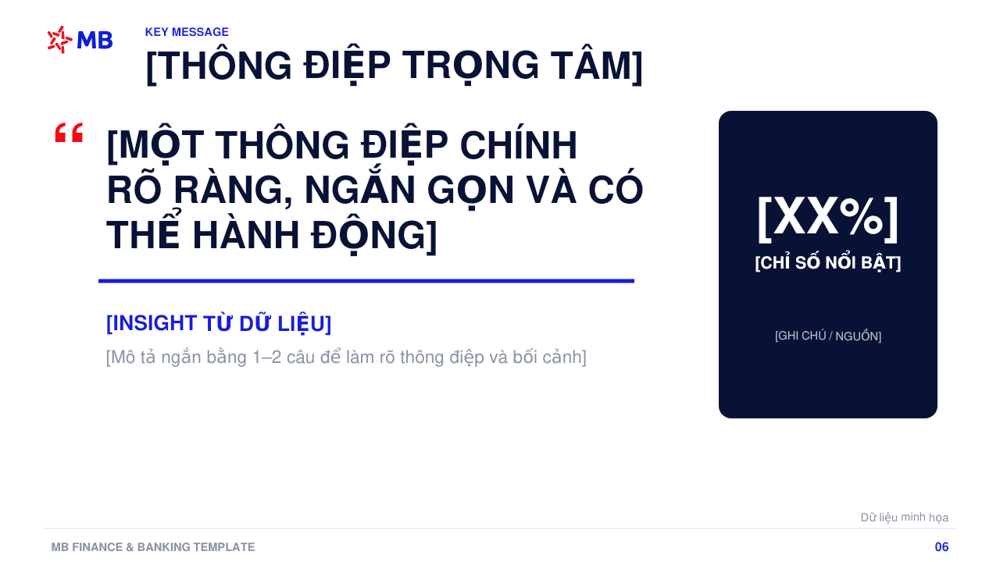 MB
KEY MESSAGE
[THÔNG ĐIỆP TRỌNG TÂM]
“
[MỘT THÔNG ĐIỆP CHÍNH
RÕ RÀNG, NGẮN GỌN VÀ CÓ
THỂ HÀNH ĐỘNG]
[INSIGHT TỪ DỮ LIỆU]
[Mô tả ngắn bằng 1–2 câu để làm rõ thông điệp và bối cảnh]
[XX%]
[CHỈ SỐ NỔI BẬT]
[GHI CHÚ / NGUỒN]
Dữ liệu minh họa
MB FINANCE & BANKING TEMPLATE
06